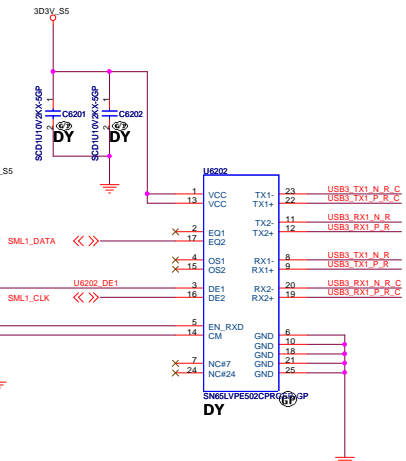 3D3V_S5
1
1
SCD1U10V2KX-5GP
C6201
SCD1U10V2KX-5GP
C6202
2
GP
2
GP
DY
DY
_S5
U6202
1 VCC TX1- 23 USB3_TX1_N_R_C
13 VCC TX1+ 22 USB3_TX1_P_R_C
TX2- 11 USB3_RX1_N_R
2 EQ1 TX2+ 12 USB3_RX1_P_R
SML1_DATA 17 EQ2
4 OS1 RX1- 8 USB3_TX1_N_R
15 OS2 RX1+ 9 USB3_TX1_P_R
U6202_DE1 3 DE1 RX2- 20 USB3_RX1_N_R_C
SML1_CLK 16 DE2 RX2+ 19 USB3_RX1_P_R_C
5 EN_RXD GND 6
14 CM GND 10
GND 18
7 NC#7 GND 21
24 NC#24 GND 25
GP
DY